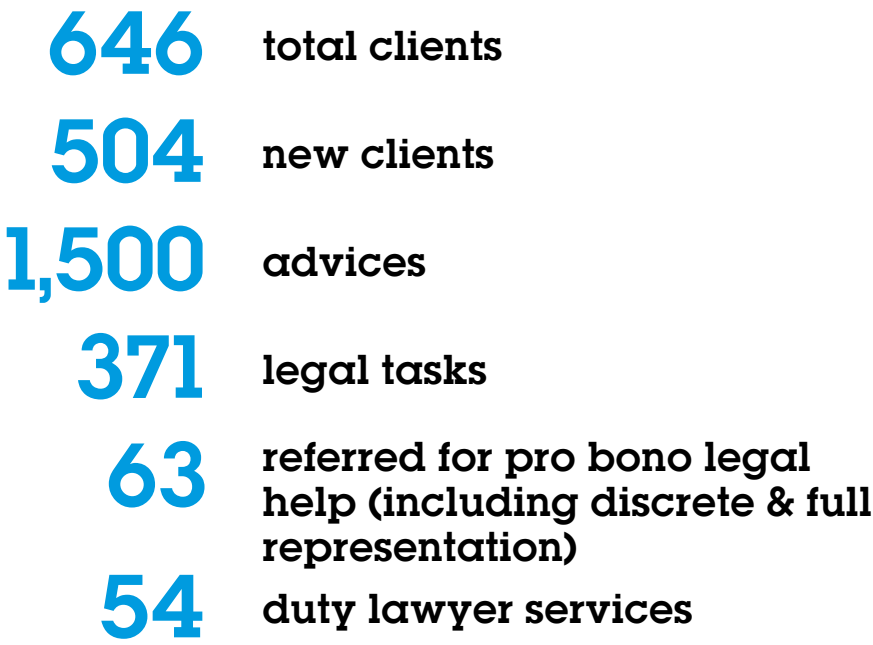 646 total clients
504 new clients
1,500 advices
371 legal tasks
63 referred for pro bono legal
help (including discrete & full
representation)
54 duty lawyer services